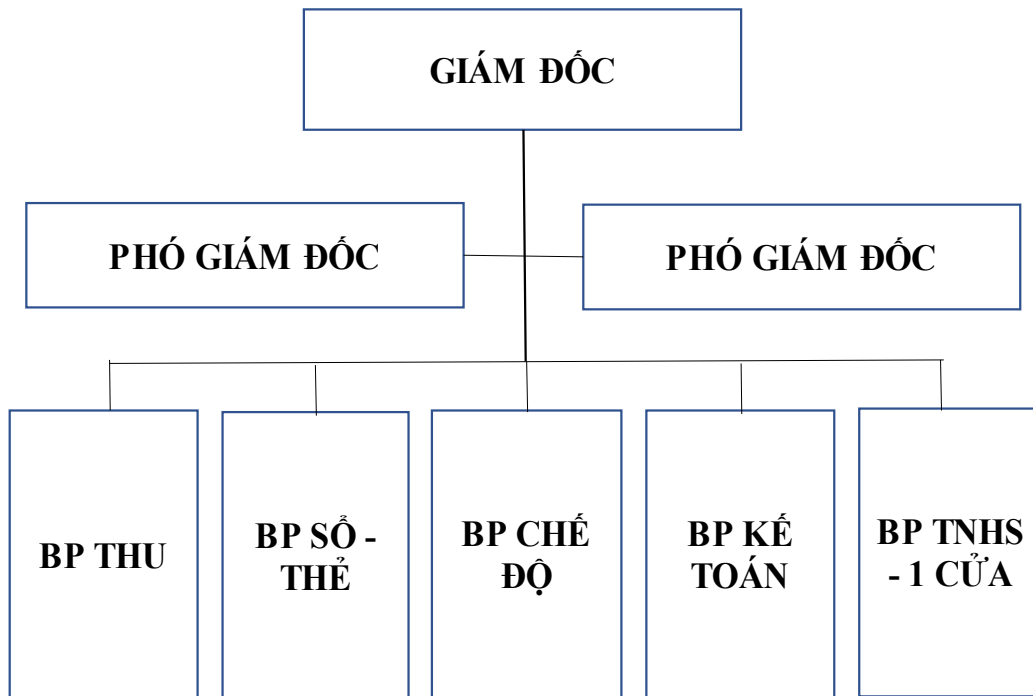 GIÁM ĐỐC
PHÓ GIÁM ĐỐC
PHÓ GIÁM ĐỐC
BP THU
BP SỔ -
THẺ
BP CHẾ
ĐỘ
BP KẾ
TOÁN
BP TNHS
- 1 CỬA